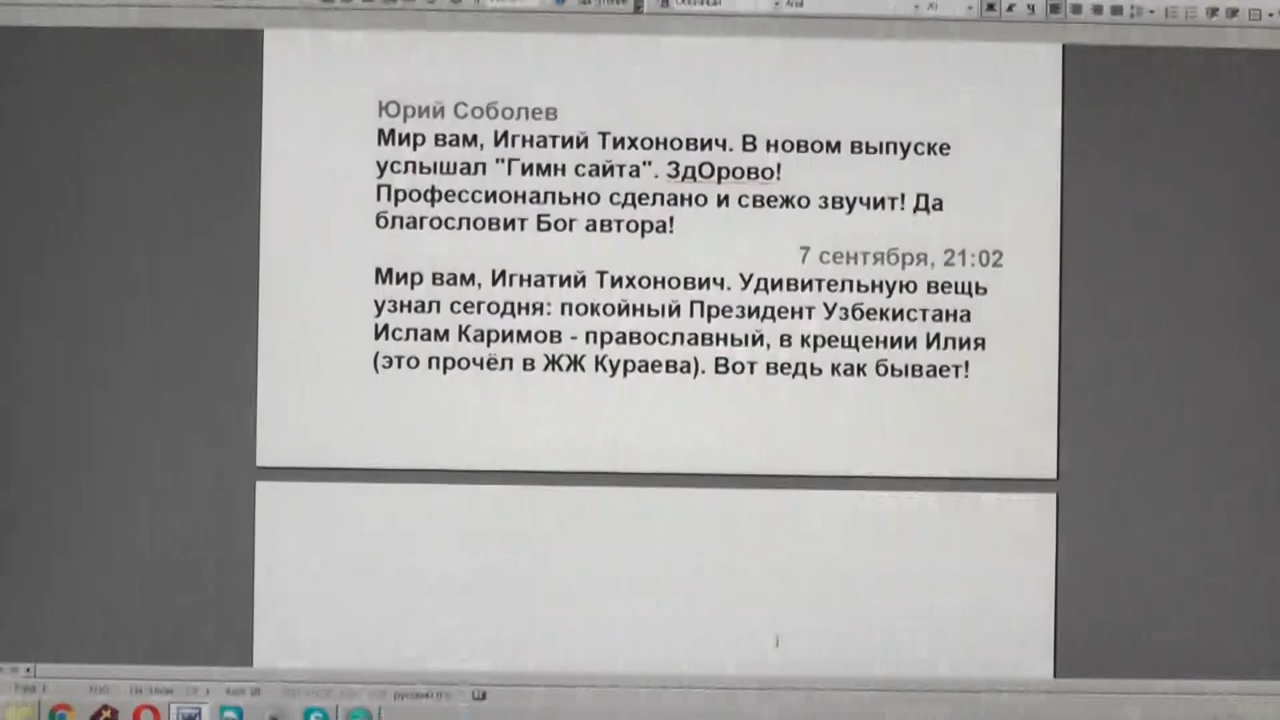 Юрий Соболев
Мир вам, Игнатий Тихонович. В новом выпуске
услышал "Гимн сайта". ЗдОрово!
Профессионально сделано и свежо звучит! Да
благословит Бог автора!
7 сентября, 21:02
Мир вам, Игнатий Тихонович. Удивительную вещь
узнал сегодня: покойный Президент Узбекистана
Ислам Каримов - православный, в крещении Илия
(это прочёл в ЖЖ Кураева). Вот ведь как бывает!